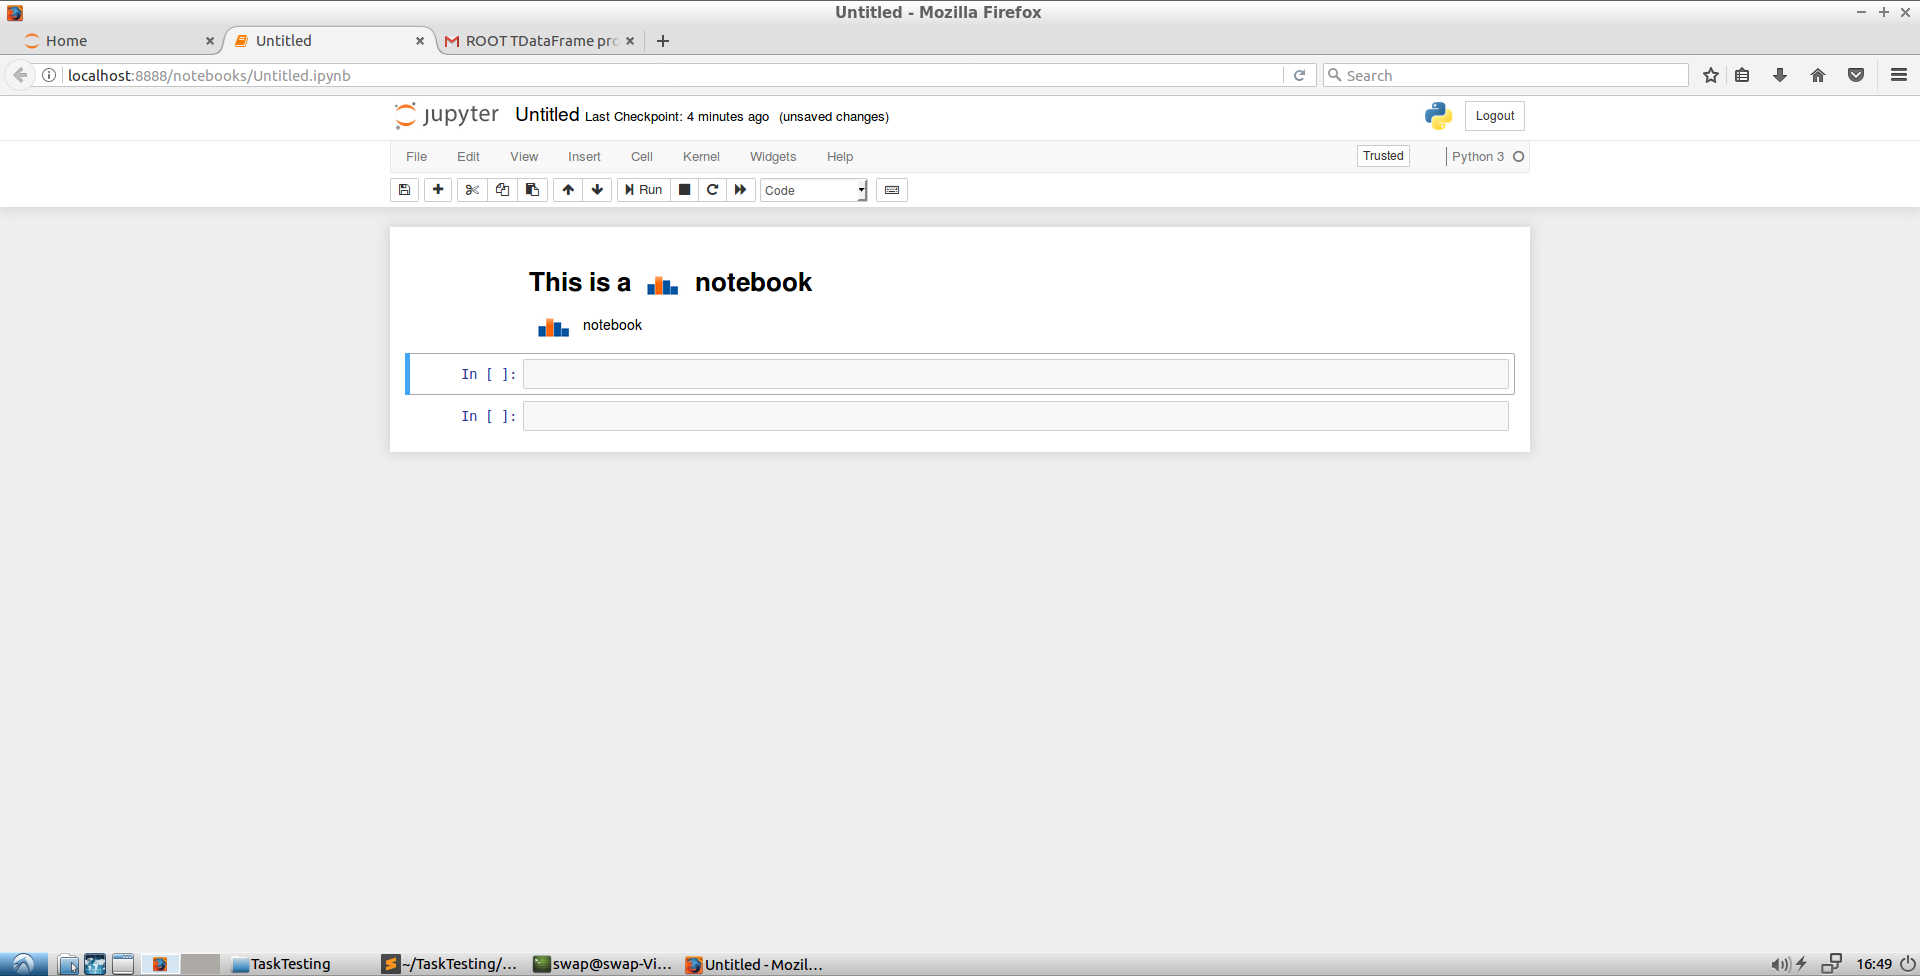 Untitled - Mozilla Firefox
Home
Untitled
ROOT TDataFrame pro
localhost:8888/notebooks/Untitled.ipynb
Search
jupyter Untitled Last Checkpoint: 4 minutes ago (unsaved changes)
Logout
File Edit View Insert Cell Kernel Widgets Help
Trusted
Python 3
Run
Code
This is a notebook
notebook
In [ ]:
In [ ]:
TaskTesting
~/TaskTesting/...
swap@swap-Vi...
Untitled - Mozil...
16:49